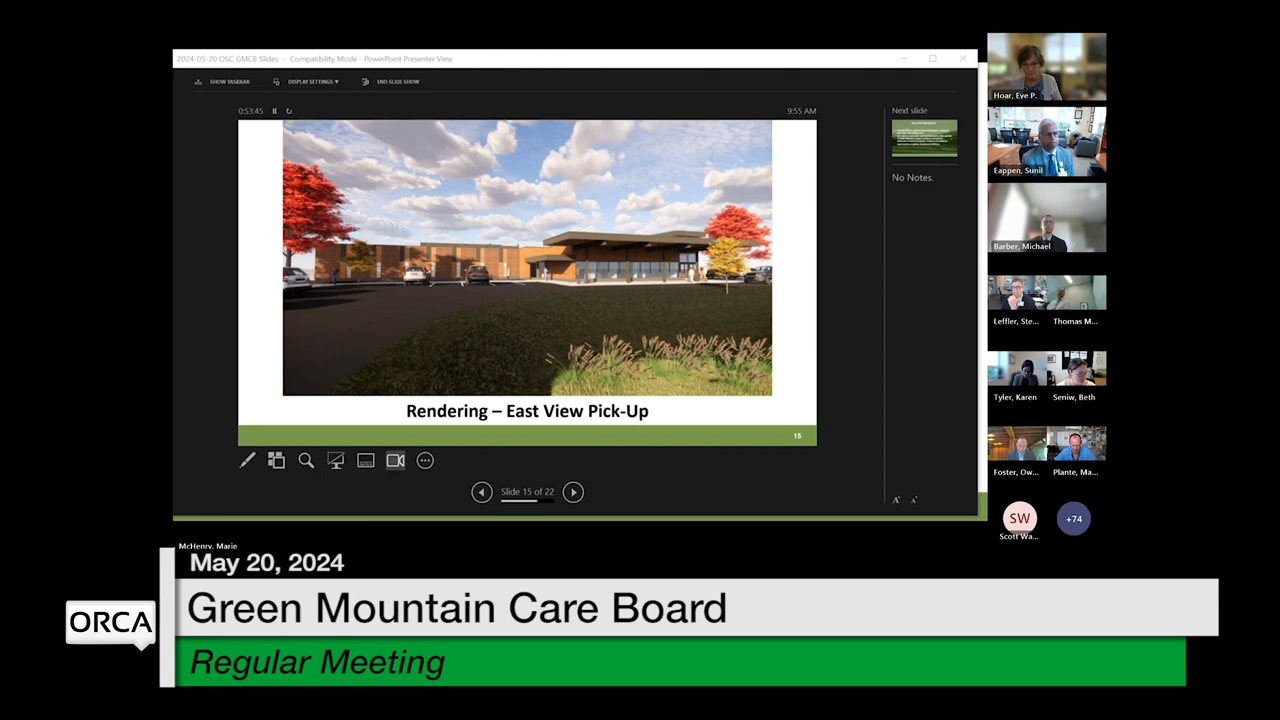 2024-05-20 OSC GMCB Slides - Compatibility Mode - PowerPoint Presenter View
SHOW TASKBAR DISPLAY SETTINGS ▼ END SLIDE SHOW
0:53:45 9:55 AM
Next slide
No Notes.
Rendering – East View Pick-Up
15
Slide 15 of 22
A A
Hoar, Eve P.
Eappen, Sunil
Barber, Michael
Leffler, Ste... Thomas M...
Tyler, Karen Seniw, Beth
Foster, Ow... Plante, Ma...
SW +74
Scott Wa...
McHenry, Marie
May 20, 2024
Green Mountain Care Board
ORCA
Regular Meeting